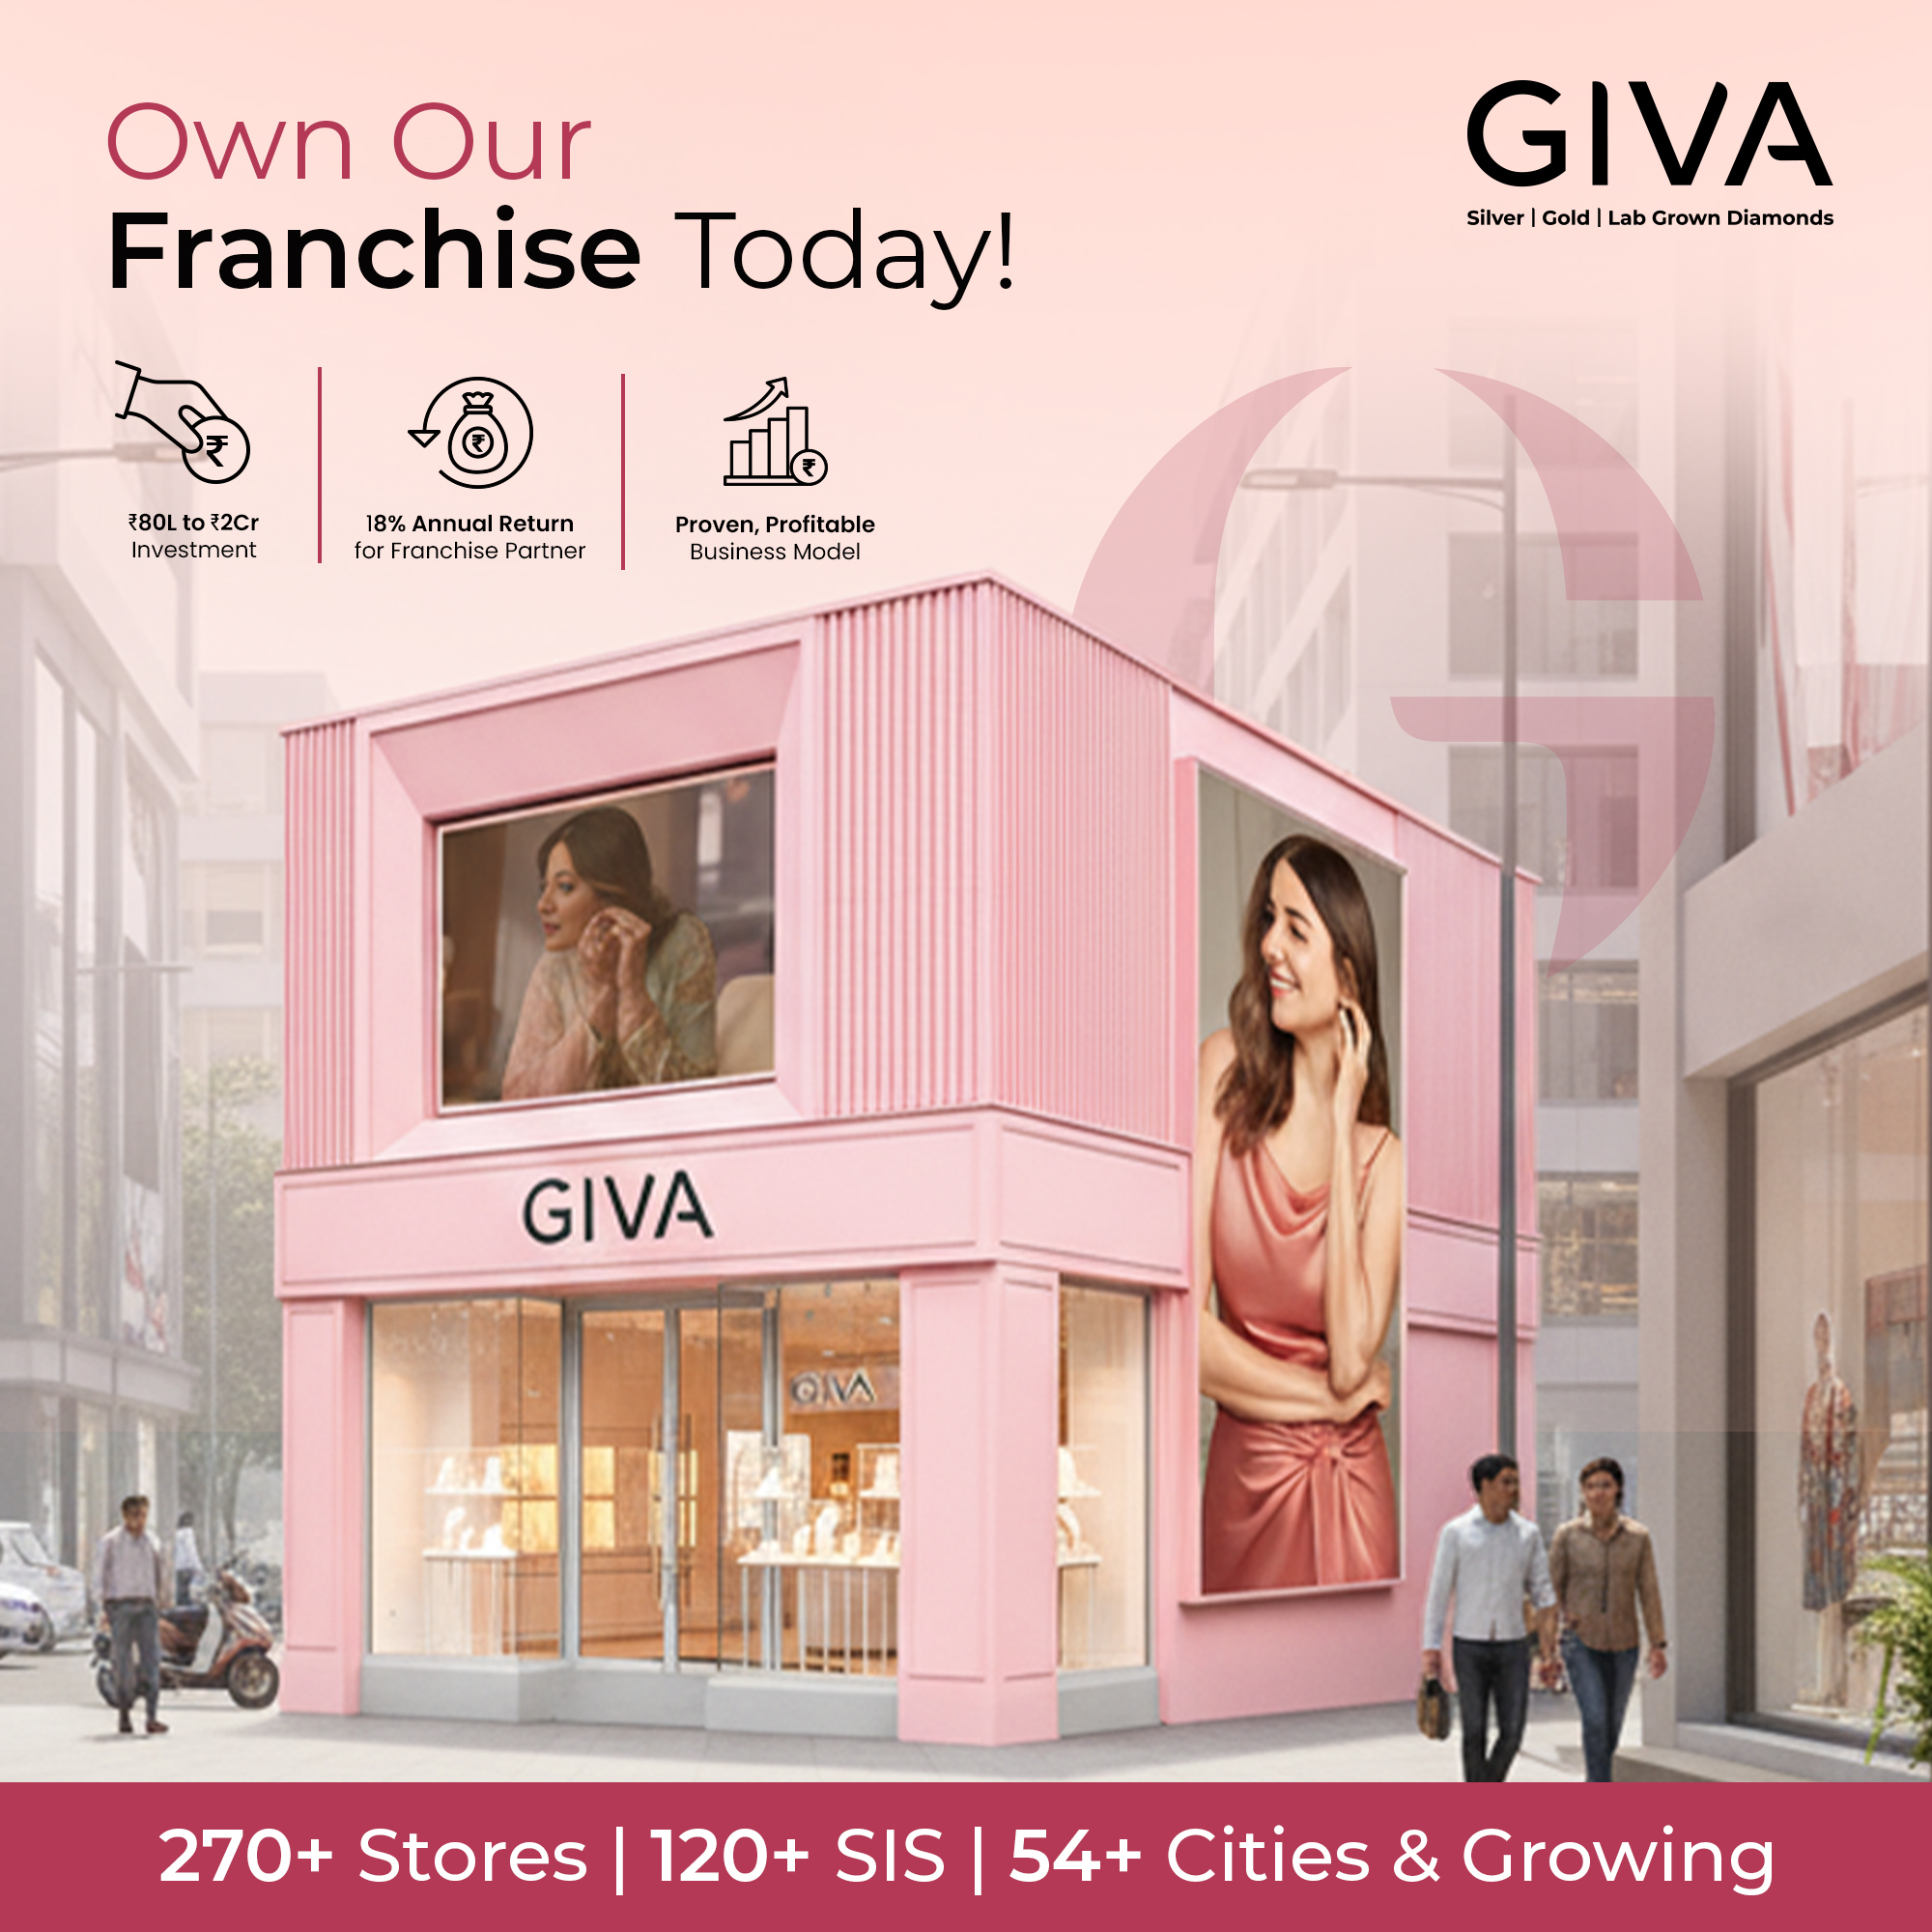 Own Our
Franchise Today!
GIVA
Silver | Gold | Lab Grown Diamonds
₹80L to ₹2Cr
Investment
18% Annual Return
for Franchise Partner
Proven, Profitable
Business Model
GIVA
GIVA
270+ Stores | 120+ SIS | 54+ Cities & Growing